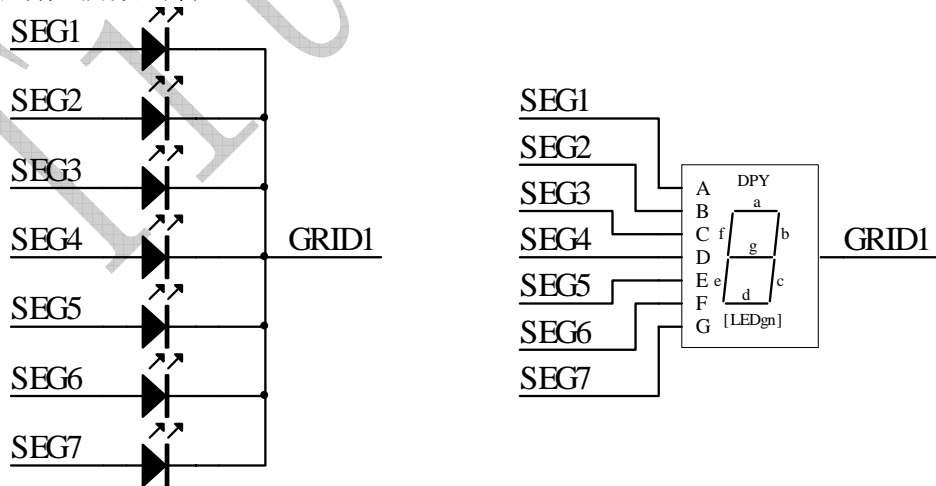 SEG1
SEG2
SEG3
SEG4
SEG5
SEG6
SEG7
GRID1
SEG1
SEG2
SEG3
SEG4
SEG5
SEG6
SEG7
A
B
C
D
E
F
G
DPY
a
f
b
g
e
c
d
[LEDgn]
GRID1